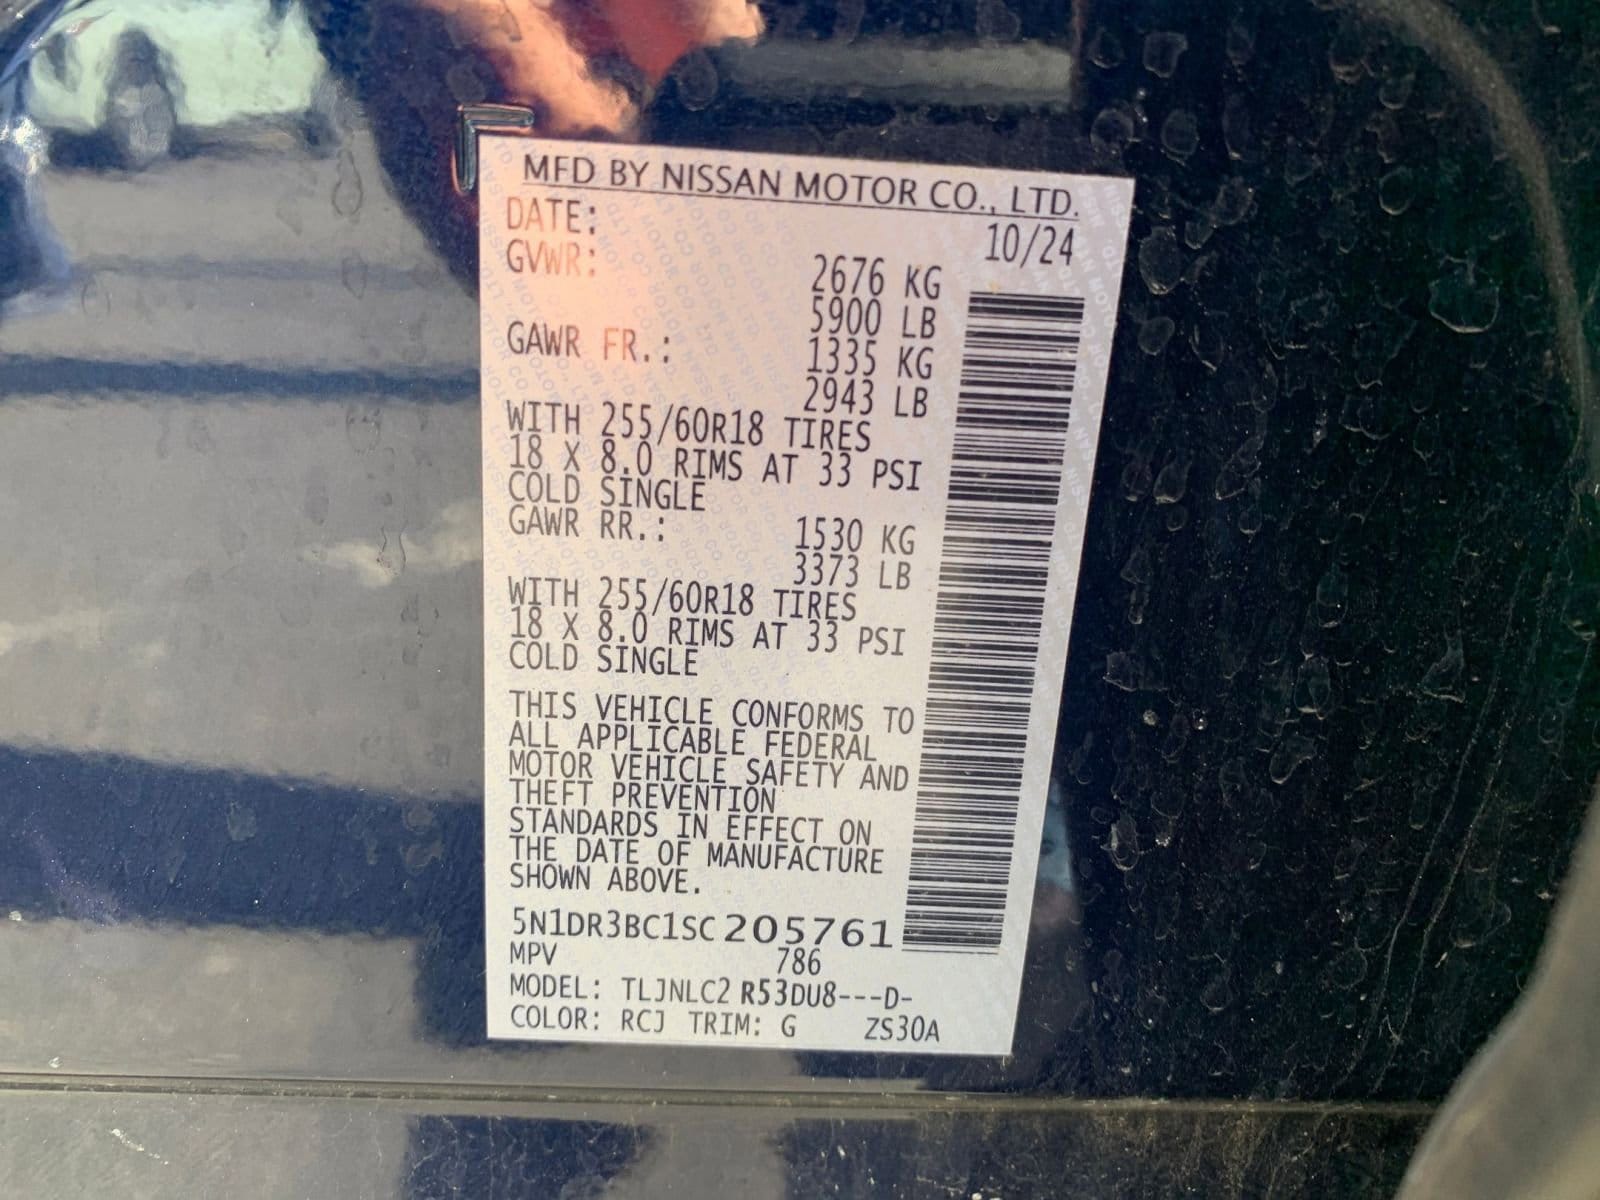 MFD BY NISSAN MOTOR CO., LTD.
DATE: 10/24
GVWR: 2676 KG
5900 LB
GAWR FR.: 1335 KG
2943 LB
WITH 255/60R18 TIRES
18 X 8.0 RIMS AT 33 PSI
COLD SINGLE
GAWR RR.: 1530 KG
3373 LB
WITH 255/60R18 TIRES
18 X 8.0 RIMS AT 33 PSI
COLD SINGLE
THIS VEHICLE CONFORMS TO
ALL APPLICABLE FEDERAL
MOTOR VEHICLE SAFETY AND
THEFT PREVENTION
STANDARDS IN EFFECT ON
THE DATE OF MANUFACTURE
SHOWN ABOVE.
5N1DR3BC1SC205761
MPV 786
MODEL: TLJNLC2 R53DU8---D-
COLOR: RCJ TRIM: G ZS30A